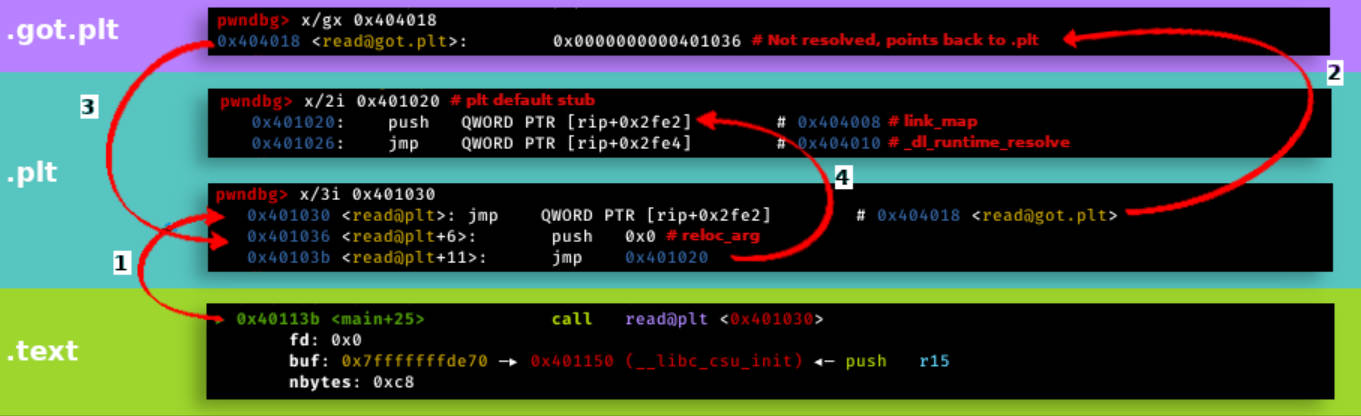 .got.plt
pwndbg> x/gx 0x404018
0x404018 <read@got.plt>: 0x0000000000401036 # Not resolved, points back to .plt
2
3
.plt
pwndbg> x/2i 0x401020 # plt default stub
0x401020: push QWORD PTR [rip+0x2fe2] # 0x404008 # link_map
0x401026: jmp QWORD PTR [rip+0x2fe4] # 0x404010 # _dl_runtime_resolve
4
pwndbg> x/3i 0x401030
0x401030 <read@plt>: jmp QWORD PTR [rip+0x2fe2] # 0x404018 <read@got.plt>
0x401036 <read@plt+6>: push 0x0 # reloc_arg
0x40103b <read@plt+11>: jmp 0x401020
1
.text
0x40113b <main+25> call read@plt <0x401030>
fd: 0x0
buf: 0x7fffffffde70 —▸ 0x401150 (__libc_csu_init) ◂— push r15
nbytes: 0xc8